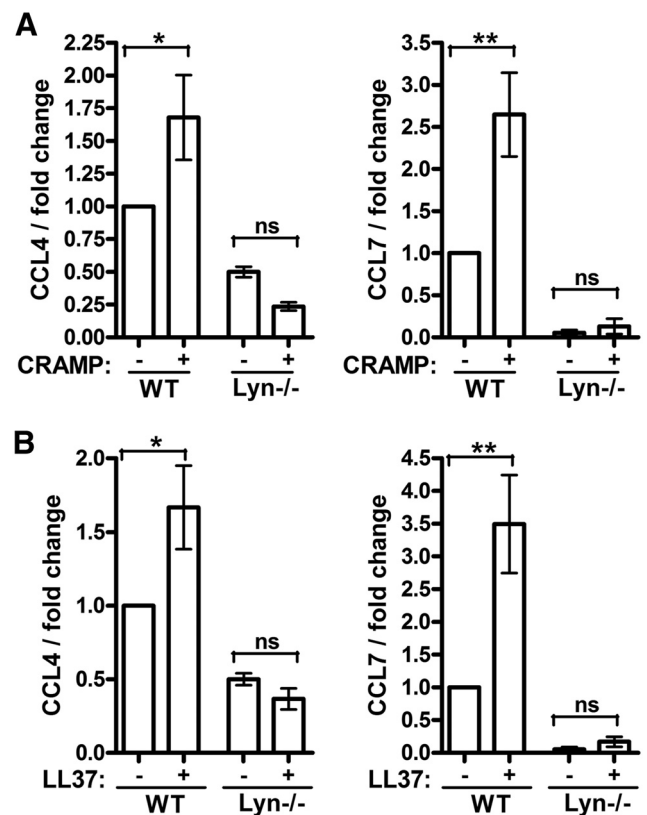 A
CCL4 / fold change
2.25
2.00
1.75
1.50
1.25
1.00
0.75
0.50
0.25
0.00
*
ns
CRAMP: - + - +
WT Lyn-/-
CCL7 / fold change
3.5
3.0
2.5
2.0
1.5
1.0
0.5
0.0
**
ns
CRAMP: - + - +
WT Lyn-/-
B
CCL4 / fold change
2.0
1.5
1.0
0.5
0.0
*
ns
LL37: - + - +
WT Lyn-/-
CCL7 / fold change
4.5
4.0
3.5
3.0
2.5
2.0
1.5
1.0
0.5
0.0
**
ns
LL37: - + - +
WT Lyn-/-